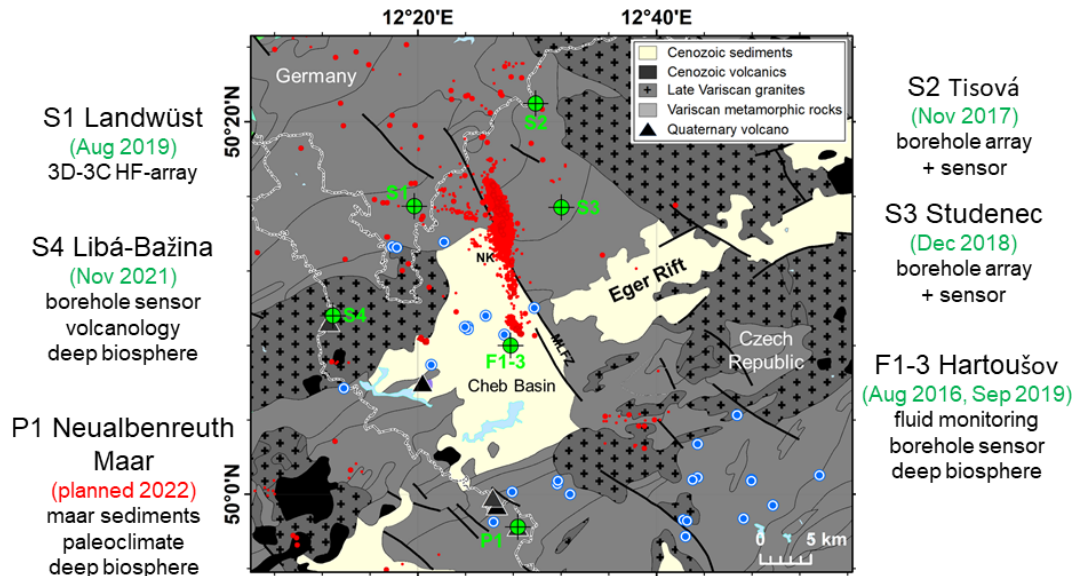 12°20'E
12°40'E
Germany
Cenozoic sediments
Cenozoic volcanics
Late Variscan granites
Variscan metamorphic rocks
Quaternary volcano
50°20'N
50°0'N
S1 Landwüst
(Aug 2019)
3D-3C HF-array
S4 Libá-Bažina
(Nov 2021)
borehole sensor
volcanology
deep biosphere
P1 Neualbenreuth
Maar
(planned 2022)
maar sediments
paleoclimate
deep biosphere
S2
S1
S3
NK
Eger Rift
S4
MLFZ
F1-3
Cheb Basin
Czech
Republic
P1
0 5 km
S2 Tisová
(Nov 2017)
borehole array
+ sensor
S3 Studenec
(Dec 2018)
borehole array
+ sensor
F1-3 Hartoušov
(Aug 2016, Sep 2019)
fluid monitoring
borehole sensor
deep biosphere